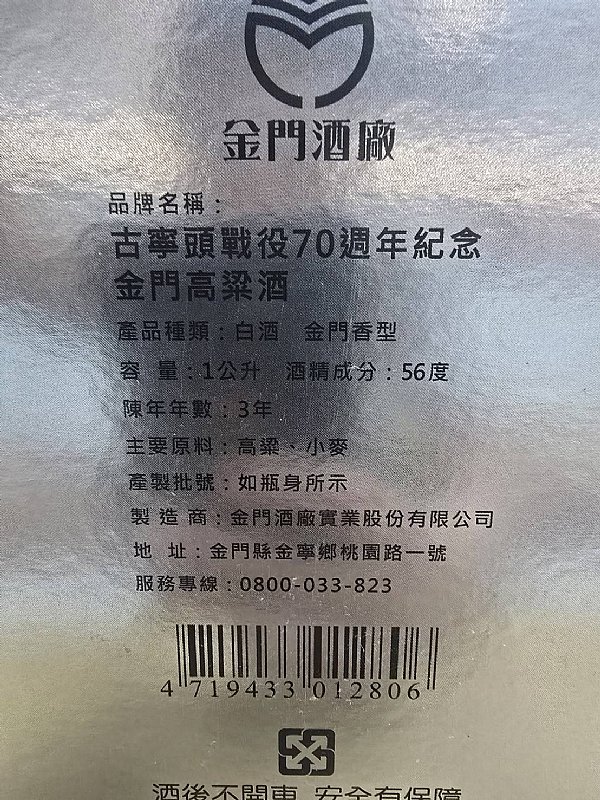 金門酒廠
品牌名稱：
古寧頭戰役70週年紀念
金門高粱酒
產品種類：白酒 金門香型
容 量：1公升 酒精成分：56度
陳年年數：3年
主要原料：高粱、小麥
產製批號：如瓶身所示
製造商：金門酒廠實業股份有限公司
地 址：金門縣金寧鄉桃園路一號
服務專線：0800-033-823
4 719433 012806
酒後不開車 安全有保障